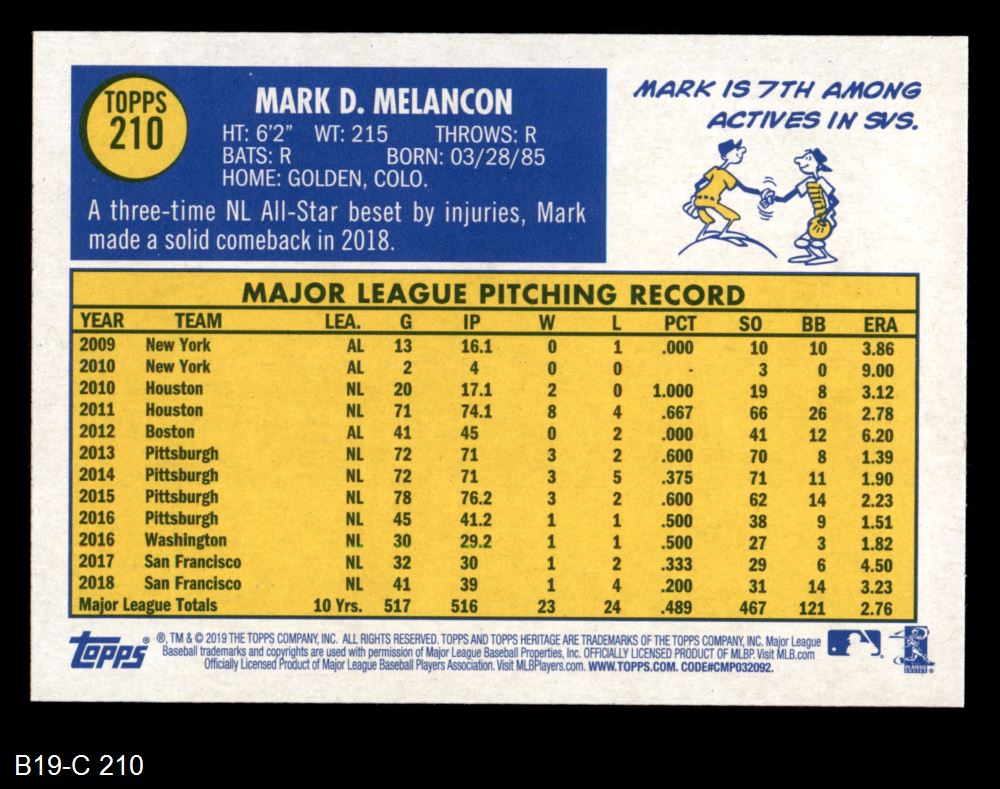 TOPPS
210
MARK D. MELANCON
HT: 6'2" WT: 215 THROWS: R
BATS: R BORN: 03/28/85
HOME: GOLDEN, COLO.
A three-time NL All-Star beset by injuries, Mark
made a solid comeback in 2018.
MARK IS 7TH AMONG
ACTIVES IN SVS.
MAJOR LEAGUE PITCHING RECORD
YEAR TEAM LEA. G IP W L PCT SO BB ERA
2009 New York AL 13 16.1 0 1 .000 10 10 3.86
2010 New York AL 2 4 0 0 - 3 0 9.00
2010 Houston NL 20 17.1 2 0 1.000 19 8 3.12
2011 Houston NL 71 74.1 8 4 .667 66 26 2.78
2012 Boston AL 41 45 0 2 .000 41 12 6.20
2013 Pittsburgh NL 72 71 3 2 .600 70 8 1.39
2014 Pittsburgh NL 72 71 3 5 .375 71 11 1.90
2015 Pittsburgh NL 78 76.2 3 2 .600 62 14 2.23
2016 Pittsburgh NL 45 41.2 1 1 .500 38 9 1.51
2016 Washington NL 30 29.2 1 1 .500 27 3 1.82
2017 San Francisco NL 32 30 1 2 .333 29 6 4.50
2018 San Francisco NL 41 39 1 4 .200 31 14 3.23
Major League Totals 10 Yrs. 517 516 23 24 .489 467 121 2.76
topps ® ®, TM & © 2019 THE TOPPS COMPANY, INC. ALL RIGHTS RESERVED. TOPPS AND TOPPS HERITAGE ARE TRADEMARKS OF THE TOPPS COMPANY, INC. Major League
Baseball trademarks and copyrights are used with permission of Major League Baseball Properties, Inc. OFFICIALLY LICENSED PRODUCT OF MLBP. Visit MLB.com
Officially Licensed Product of Major League Baseball Players Association. Visit MLBPlayers.com. WWW.TOPPS.COM. CODE#CMP032092.
B19-C 210